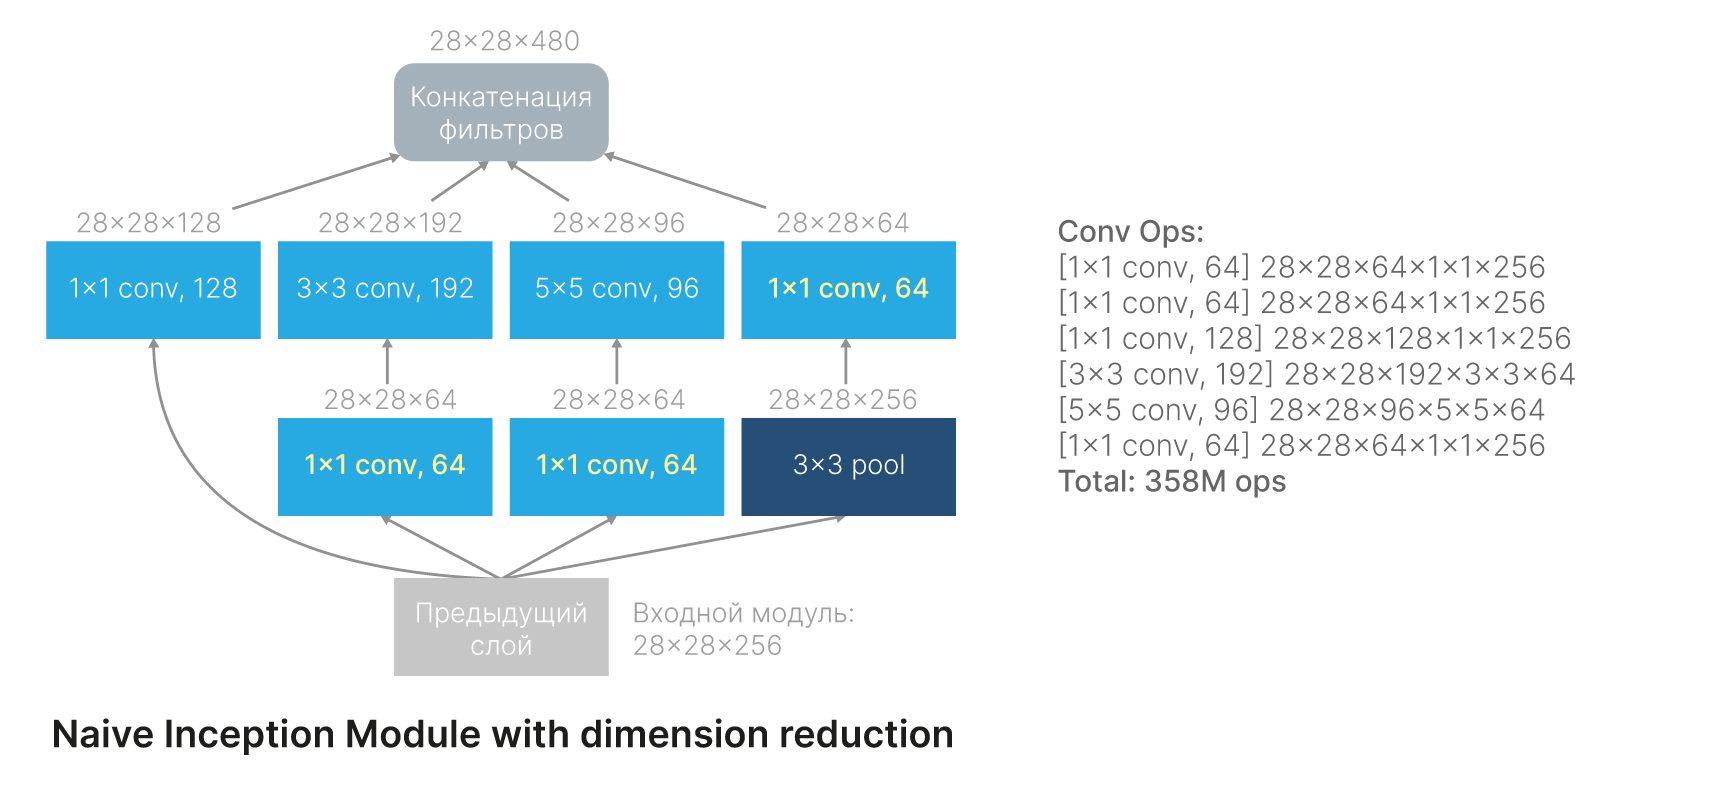 28×28×480
Конкатенация
фильтров
28×28×128
28×28×192
28×28×96
28×28×64
1×1 conv, 128
3×3 conv, 192
5×5 conv, 96
1×1 conv, 64
28×28×64
28×28×64
28×28×256
1×1 conv, 64
1×1 conv, 64
3×3 pool
Предыдущий
слой
Входной модуль:
28×28×256
Conv Ops:
[1×1 conv, 64] 28×28×64×1×1×256
[1×1 conv, 64] 28×28×64×1×1×256
[1×1 conv, 128] 28×28×128×1×1×256
[3×3 conv, 192] 28×28×192×3×3×64
[5×5 conv, 96] 28×28×96×5×5×64
[1×1 conv, 64] 28×28×64×1×1×256
Total: 358M ops
Naive Inception Module with dimension reduction